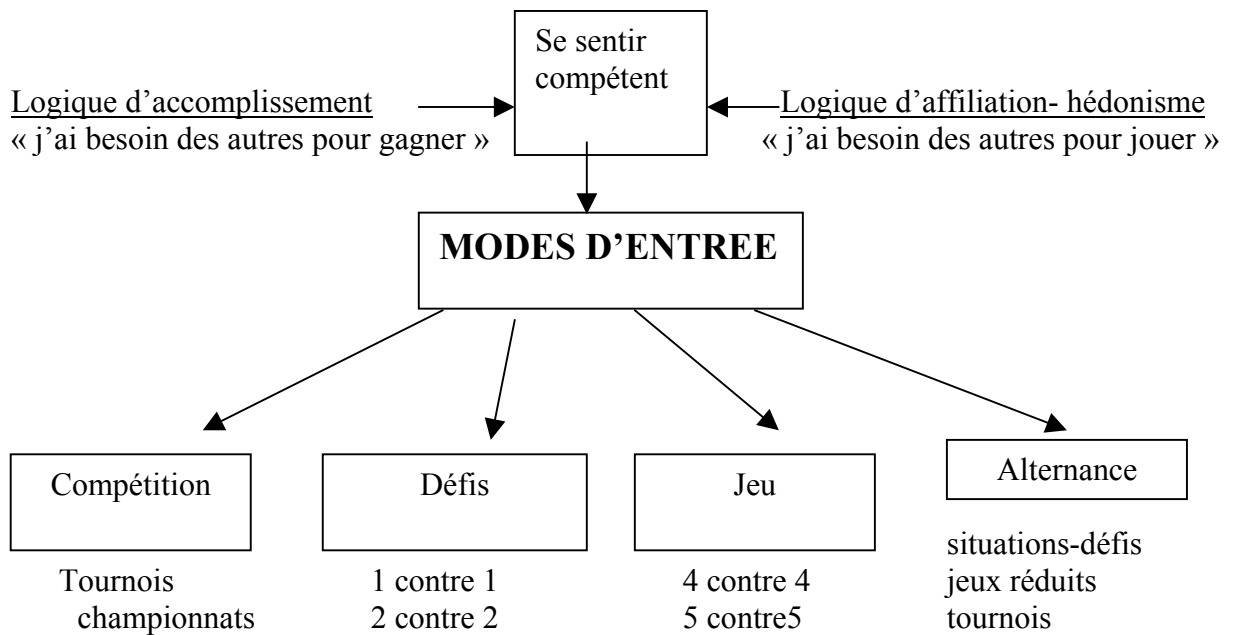 Se sentir
compétent
Logique d'accomplissement
« j'ai besoin des autres pour gagner »
Logique d'affiliation- hédonisme
« j'ai besoin des autres pour jouer »
MODES D'ENTREE
Compétition
Tournois
championnats
Défis
1 contre 1
2 contre 2
Jeu
4 contre 4
5 contre5
Alternance
situations-défis
jeux réduits
tournois